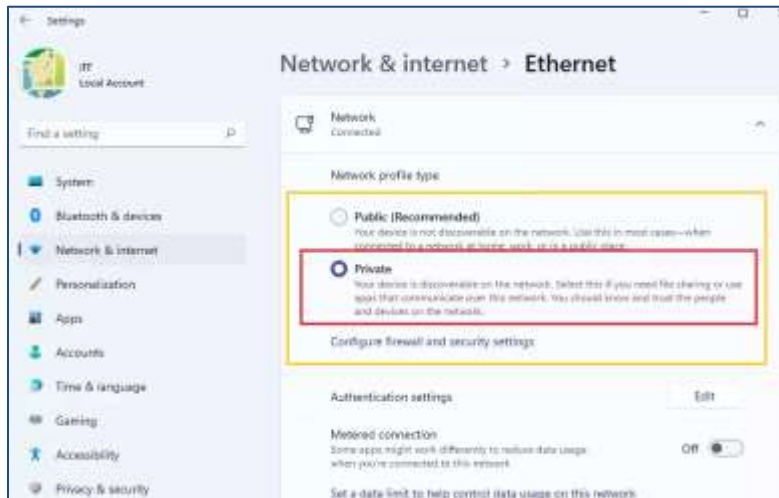 Settings
ITF
Local Account
Find a setting
System
Bluetooth & devices
Network & internet
Personalization
Apps
Accounts
Time & language
Gaming
Accessibility
Privacy & security
Network & internet > Ethernet
Network
Connected
Network profile type
Public (Recommended)
Your device is not discoverable on the network. Use this in most cases—when
connected to a network at home, work, or in a public place.
Private
Your device is discoverable on the network. Select this if you need file sharing or use
apps that communicate over this network. You should know and trust the people
and devices on the network.
Configure firewall and security settings
Authentication settings
Edit
Metered connection
Some apps might work differently to reduce data usage
when you're connected to this network
Off
Set a data limit to help control data usage on this network